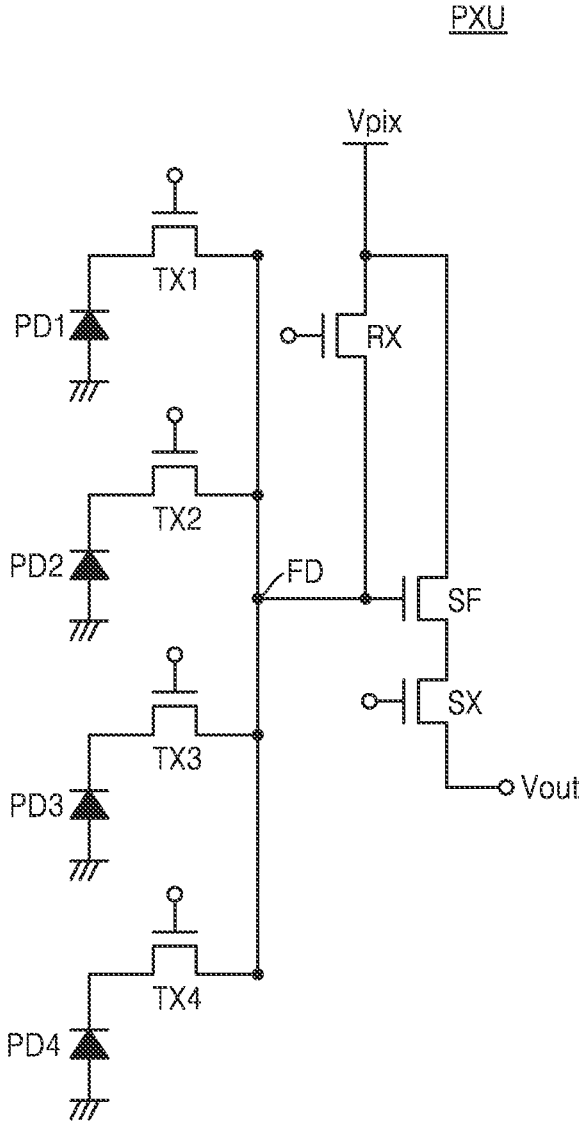 PXU
Vpix
TX1
PD1
RX
TX2
PD2
FD
SF
SX
TX3
PD3
Vout
TX4
PD4